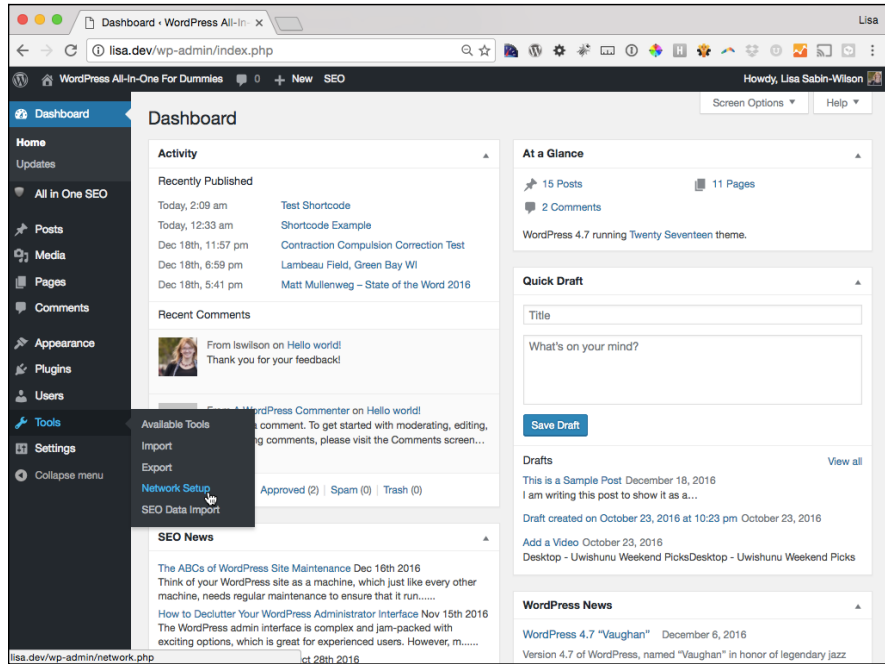 Dashboard ‹ WordPress All-In-
Lisa
lisa.dev/wp-admin/index.php
WordPress All-In-One For Dummies 0 + New SEO
Howdy, Lisa Sabin-Wilson
Screen Options ▼ Help ▼
Dashboard
Home
Updates
All in One SEO
Posts
Media
Pages
Comments
Appearance
Plugins
Users
Tools
Settings
Collapse menu
Available Tools
Import
Export
Network Setup
SEO Data Import
Dashboard
Activity
Recently Published
Today, 2:09 am Test Shortcode
Today, 12:33 am Shortcode Example
Dec 18th, 11:57 pm Contraction Compulsion Correction Test
Dec 18th, 6:59 pm Lambeau Field, Green Bay WI
Dec 18th, 5:41 pm Matt Mullenweg – State of the Word 2016
Recent Comments
From lswilson on Hello world!
Thank you for your feedback!
From A WordPress Commenter on Hello world!
a comment. To get started with moderating, editing,
comments, please visit the Comments screen...
Approved (2) | Spam (0) | Trash (0)
SEO News
The ABCs of WordPress Site Maintenance Dec 16th 2016
Think of your WordPress site as a machine, which just like every other
machine, needs regular maintenance to ensure that it run......
How to Declutter Your WordPress Administrator Interface Nov 15th 2016
The WordPress admin interface is complex and jam-packed with
exciting options, which is great for experienced users. However, m......
ct 28th 2016
At a Glance
15 Posts 11 Pages
2 Comments
WordPress 4.7 running Twenty Seventeen theme.
Quick Draft
Title
What's on your mind?
Save Draft
Drafts View all
This is a Sample Post December 18, 2016
I am writing this post to show it as a…
Draft created on October 23, 2016 at 10:23 pm October 23, 2016
Add a Video October 23, 2016
Desktop - Uwishunu Weekend PicksDesktop - Uwishunu Weekend Picks
WordPress News
WordPress 4.7 “Vaughan” December 6, 2016
Version 4.7 of WordPress, named “Vaughan” in honor of legendary jazz
lisa.dev/wp-admin/network.php